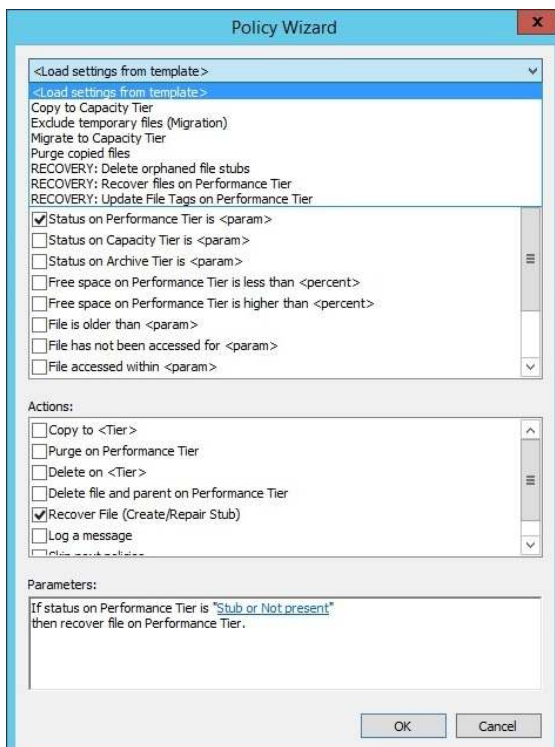 Policy Wizard
x
<Load settings from template>
<Load settings from template>
Copy to Capacity Tier
Exclude temporary files (Migration)
Migrate to Capacity Tier
Purge copied files
RECOVERY: Delete orphaned file stubs
RECOVERY: Recover files on Performance Tier
RECOVERY: Update File Tags on Performance Tier
Status on Performance Tier is <param>
Status on Capacity Tier is <param>
Status on Archive Tier is <param>
Free space on Performance Tier is less than <percent>
Free space on Performance Tier is higher than <percent>
File is older than <param>
File has not been accessed for <param>
File accessed within <param>
Actions:
Copy to <Tier>
Purge on Performance Tier
Delete on <Tier>
Delete file and parent on Performance Tier
Recover File (Create/Repair Stub)
Log a message
Skip next policies
Parameters:
If status on Performance Tier is "Stub or Not present"
then recover file on Performance Tier.
OK
Cancel